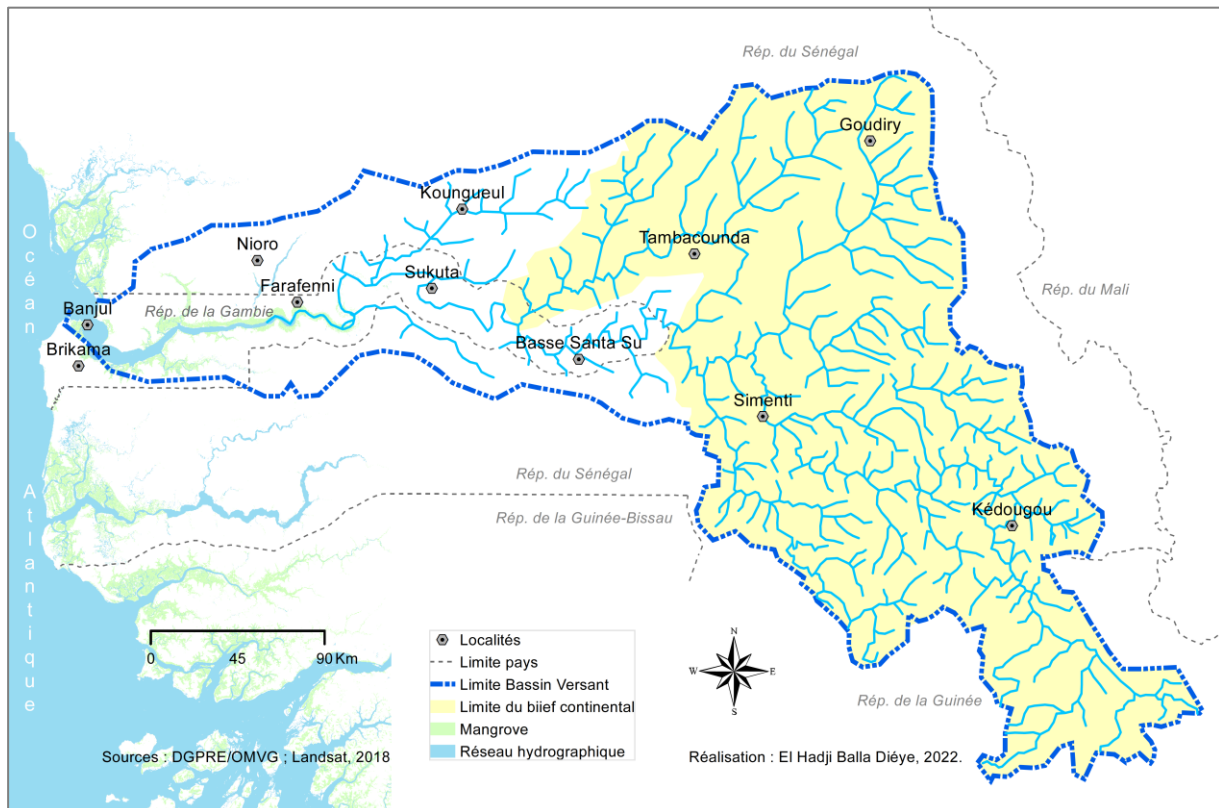 Rép. du Sénégal
Goudiry
Koungueul
Océan
Nioro
Tambacounda
Sukuta
Farafenni
Rép. du Mali
Rép. de la Gambie
Banjul
Basse Santa Su
Brikama
Simenti
Rép. du Sénégal
Atlantique
Rép. de la Guinée-Bissau
Kédougou
0 45 90 Km
Localités
Limite pays
Limite Bassin Versant
Limite du biief continental
Mangrove
Réseau hydrographique
N
W E
S
Rép. de la Guinée
Sources : DGPRE/OMVG ; Landsat, 2018
Réalisation : El Hadji Balla Diéye, 2022.